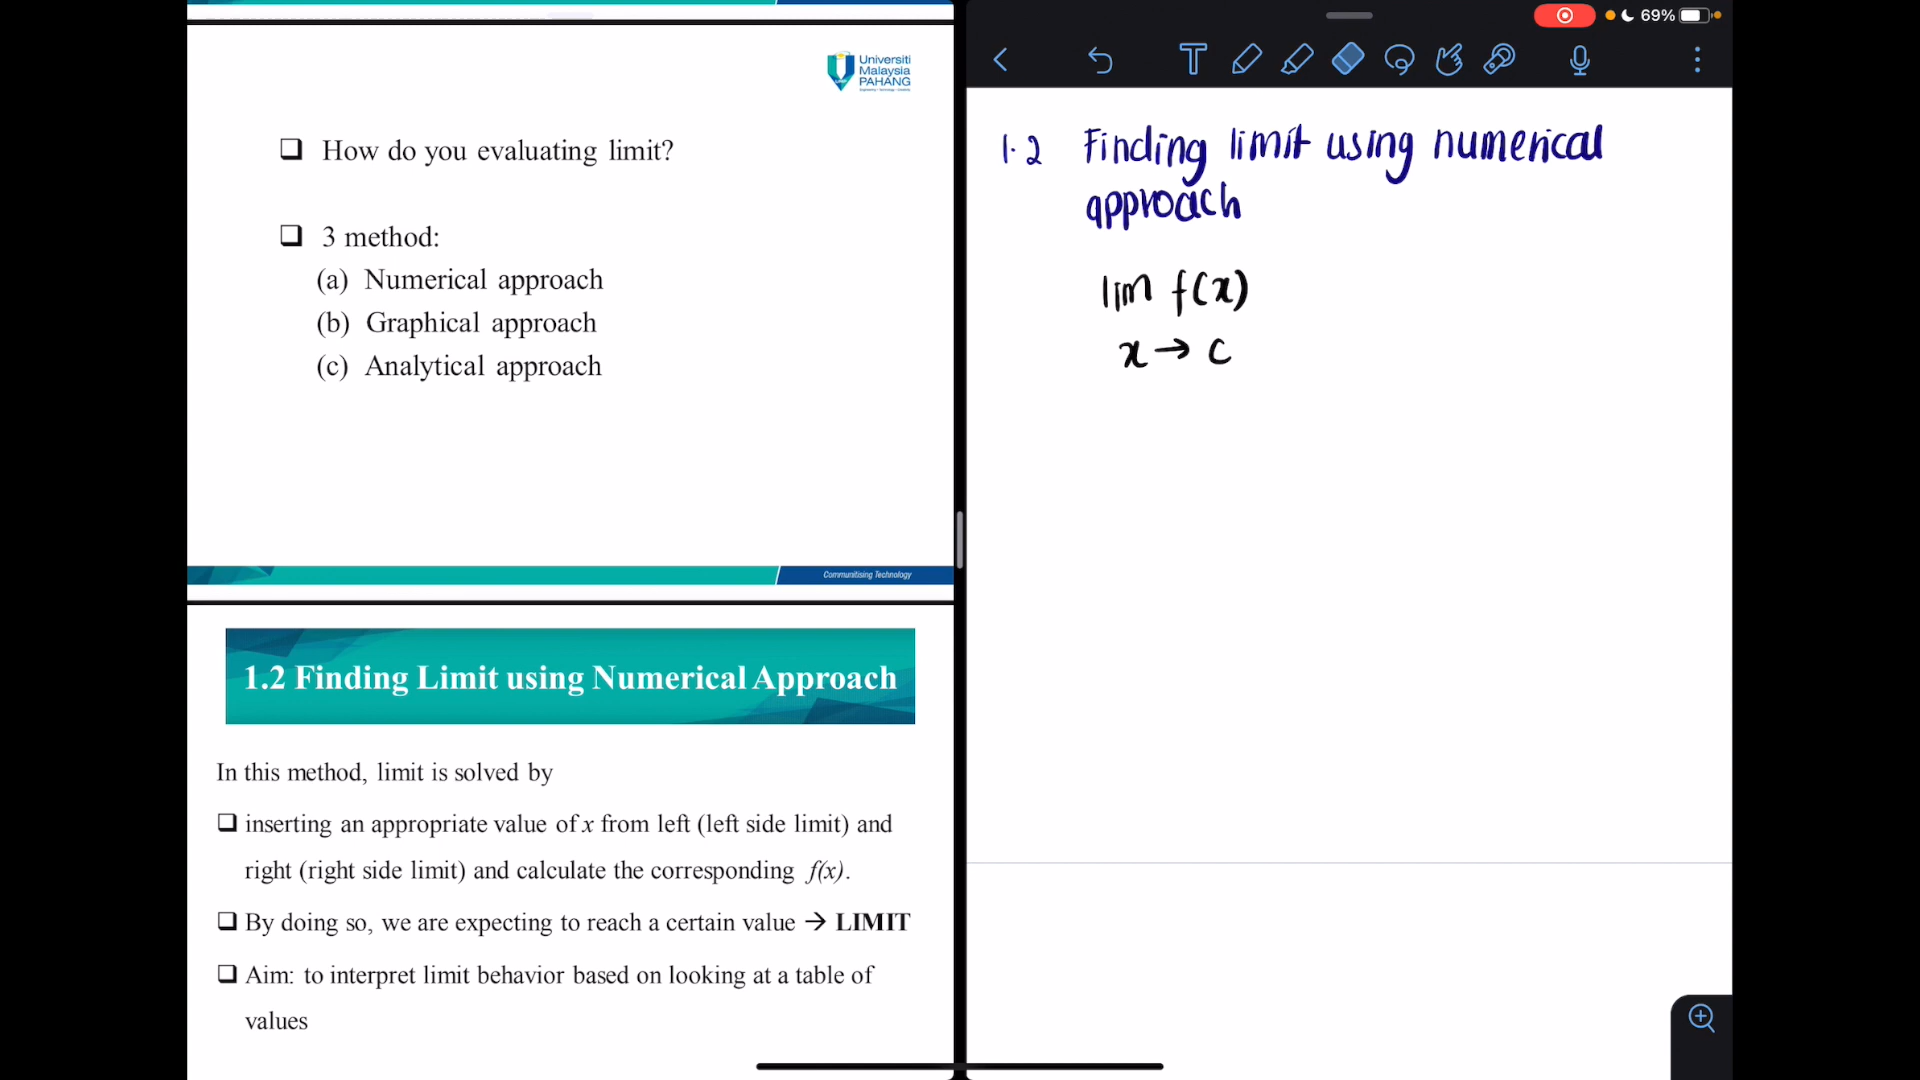 Universiti
Malaysia
PAHANG
❑ How do you evaluating limit?
❑ 3 method:
(a) Numerical approach
(b) Graphical approach
(c) Analytical approach
Communitising Technology
1.2 Finding Limit using Numerical Approach
In this method, limit is solved by
❑ inserting an appropriate value of x from left (left side limit) and
right (right side limit) and calculate the corresponding f(x).
❑ By doing so, we are expecting to reach a certain value → LIMIT
❑ Aim: to interpret limit behavior based on looking at a table of
values
69%
T
1.2 Finding limit using numerical
approach
lim f(x)
x → c